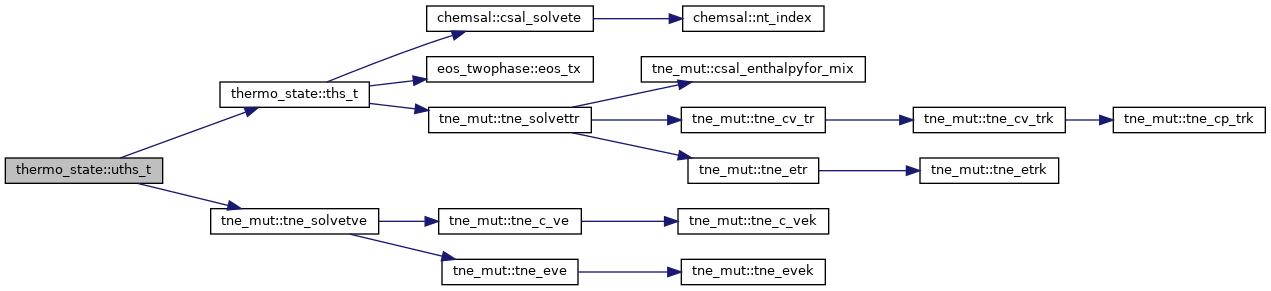 chemsal::csal_solvete
chemsal::nt_index
eos_twophase::eos_tx
tne_mut::csal_enthalpyfor_mix
thermo_state::ths_t
tne_mut::tne_solvettr
tne_mut::tne_cv_tr
tne_mut::tne_cv_trk
tne_mut::tne_cp_trk
thermo_state::uths_t
tne_mut::tne_etr
tne_mut::tne_etrk
tne_mut::tne_solvetve
tne_mut::tne_c_ve
tne_mut::tne_c_vek
tne_mut::tne_eve
tne_mut::tne_evek